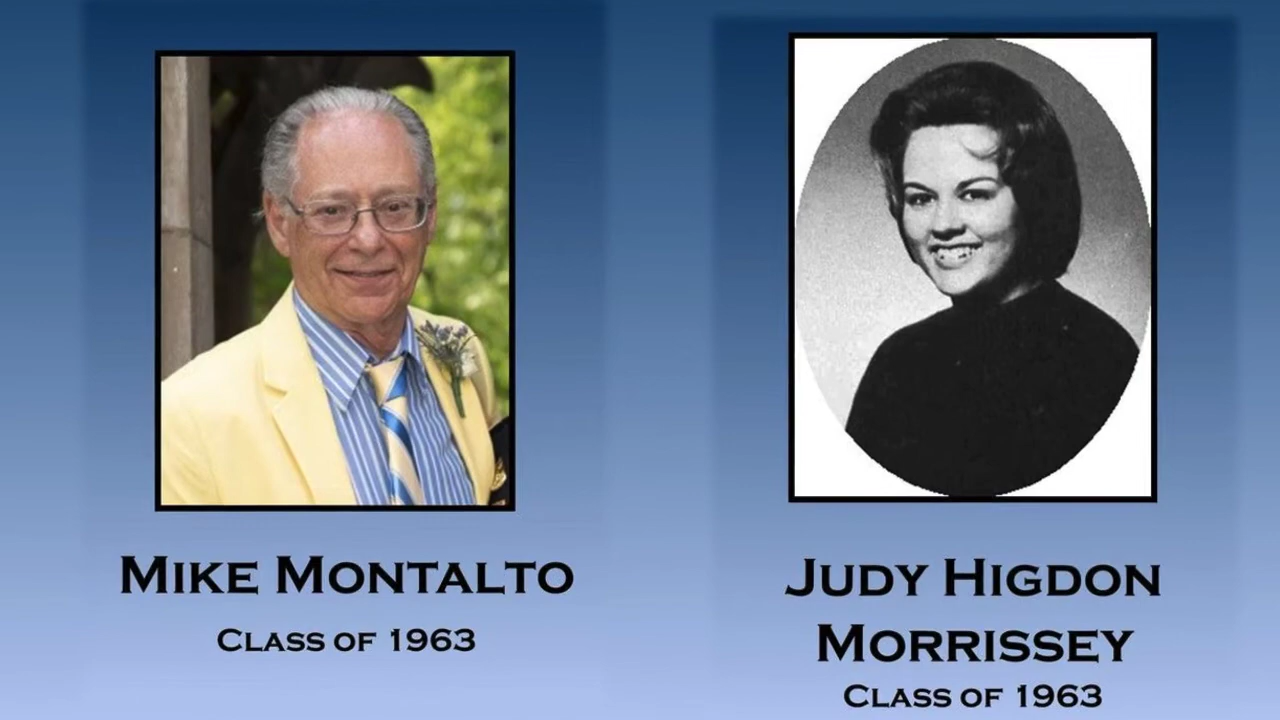 Mike Montalto
Class of 1963
Judy Higdon
Morrissey
Class of 1963